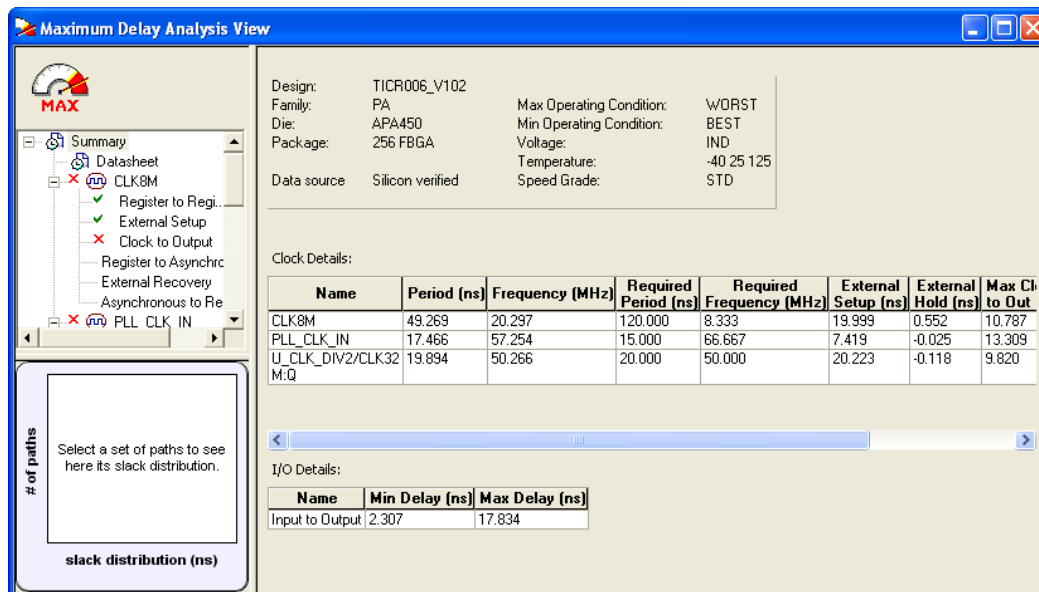 Maximum Delay Analysis View
MAX
Summary
Datasheet
CLK8M
Register to Regi...
External Setup
Clock to Output
Register to Asynchrc
External Recovery
Asynchronous to Re
PLL_CLK_IN
# of paths
Select a set of paths to see
here its slack distribution.
slack distribution (ns)
Design: TICR006_V102
Family: PA Max Operating Condition: WORST
Die: APA450 Min Operating Condition: BEST
Package: 256 FBGA Voltage: IND
Temperature: -40 25 125
Data source Silicon verified Speed Grade: STD
Clock Details:
Name Period (ns) Frequency (MHz) Required Period (ns) Required Frequency (MHz) External Setup (ns) External Hold (ns) Max Cl to Out
CLK8M 49.269 20.297 120.000 8.333 19.999 0.552 10.787
PLL_CLK_IN 17.466 57.254 15.000 66.667 7.419 -0.025 13.309
U_CLK_DIV2/CLK32 19.894 50.266 20.000 50.000 20.223 -0.118 9.820
M:Q
I/O Details:
Name Min Delay (ns) Max Delay (ns)
Input to Output 2.307 17.834